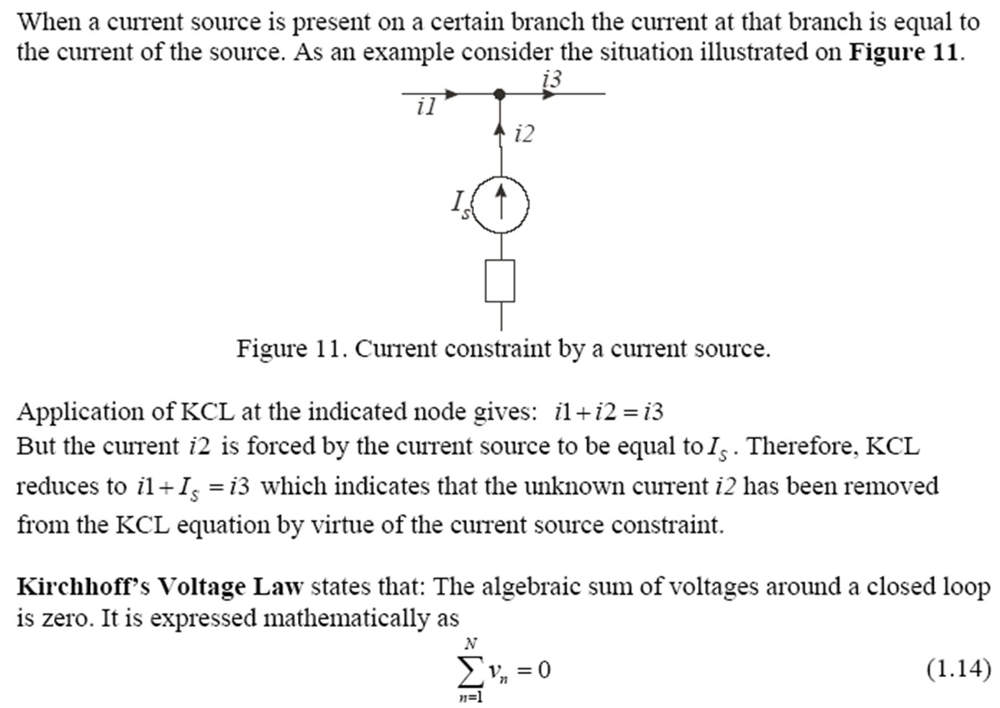 When a current source is present on a certain branch the current at that branch is equal to
the current of the source. As an example consider the situation illustrated on Figure 11.
i3
i1
i2
Iₛ
Figure 11. Current constraint by a current source.
Application of KCL at the indicated node gives: i1+i2 = i3
But the current i2 is forced by the current source to be equal to Iₛ. Therefore, KCL
reduces to i1+Iₛ = i3 which indicates that the unknown current i2 has been removed
from the KCL equation by virtue of the current source constraint.
Kirchhoff's Voltage Law states that: The algebraic sum of voltages around a closed loop
is zero. It is expressed mathematically as
N
∑ vₙ = 0 (1.14)
n=1